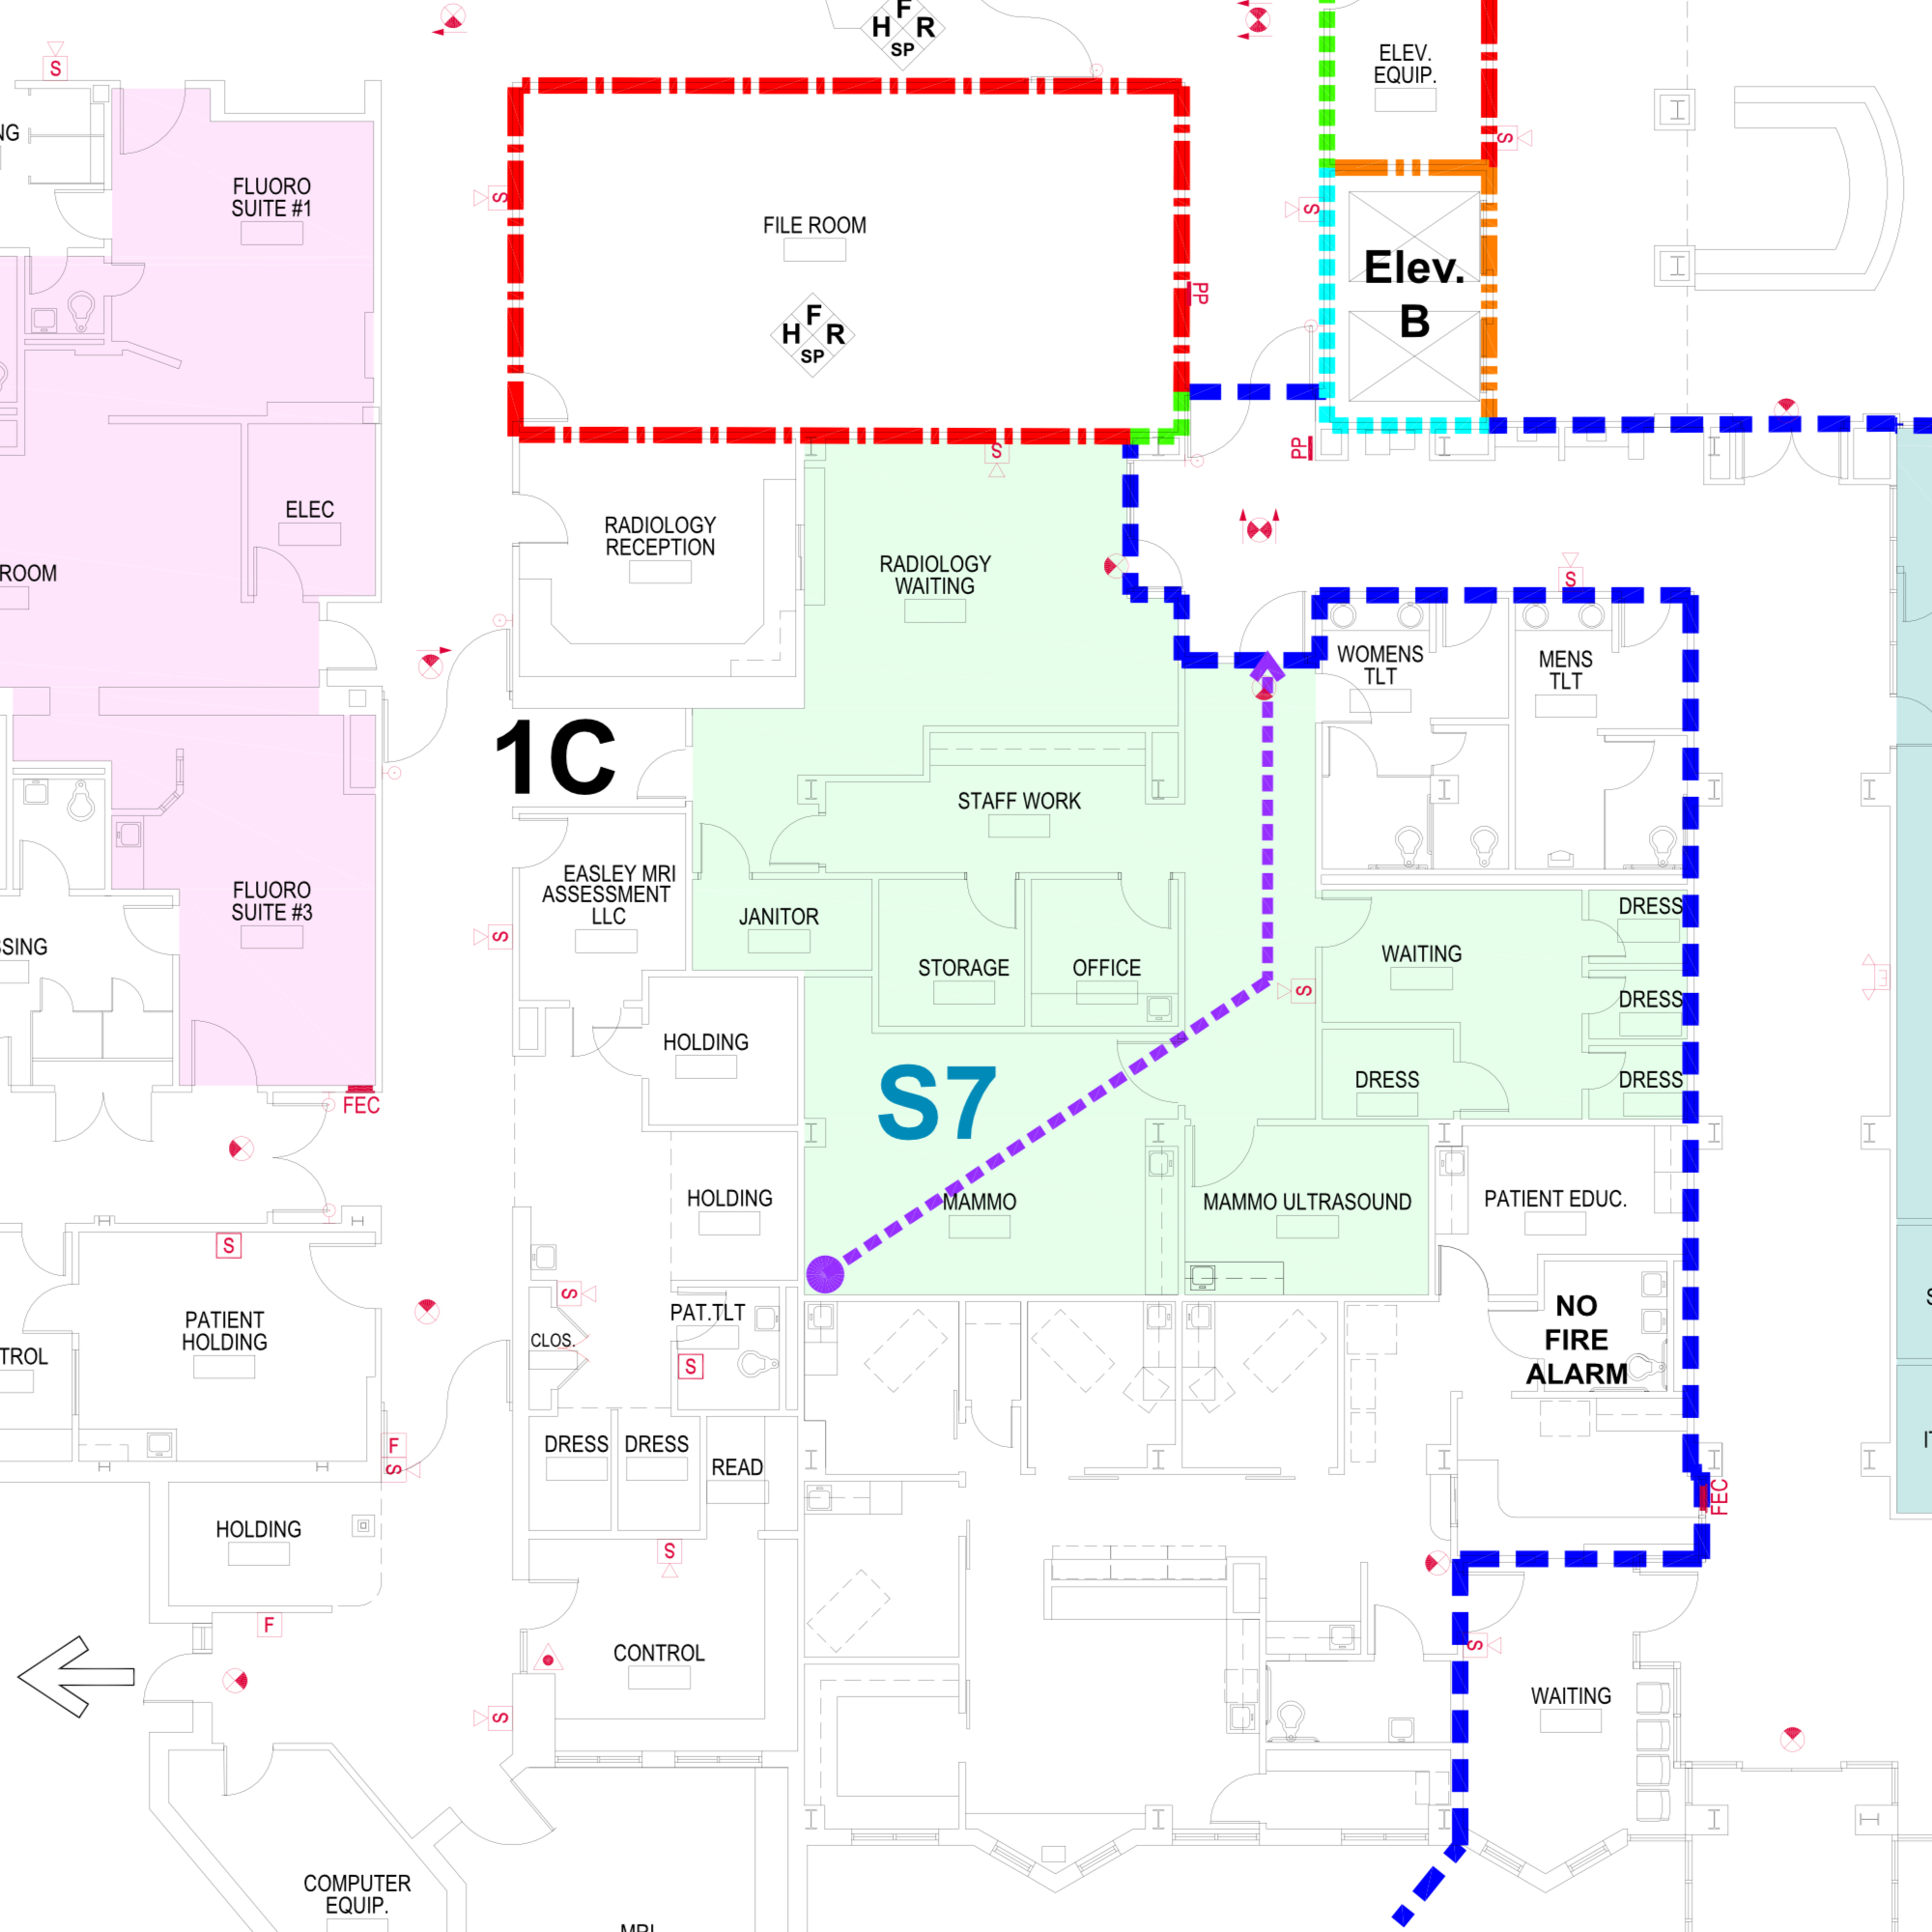 F
H R
SP
S
ELEV.
EQUIP.
S
NG
FLUORO
SUITE #1
S
FILE ROOM
S
Elev.
B
PP
F
H R
SP
PP
S
ELEC
RADIOLOGY
RECEPTION
RADIOLOGY
WAITING
ROOM
S
WOMENS
TLT
MENS
TLT
1C
STAFF WORK
FLUORO
SUITE #3
EASLEY MRI
ASSESSMENT
LLC
JANITOR
DRESS
SING
S
STORAGE
OFFICE
WAITING
S
DRESS
HOLDING
FEC
S7
DRESS
DRESS
HOLDING
MAMMO
MAMMO ULTRASOUND
PATIENT EDUC.
S
S
PATIENT
HOLDING
CLOS.
PAT.TLT
S
NO
FIRE
ALARM
TROL
F
S
DRESS
DRESS
READ
IT
FEC
HOLDING
S
F
CONTROL
S
S
WAITING
COMPUTER
EQUIP.
MRI